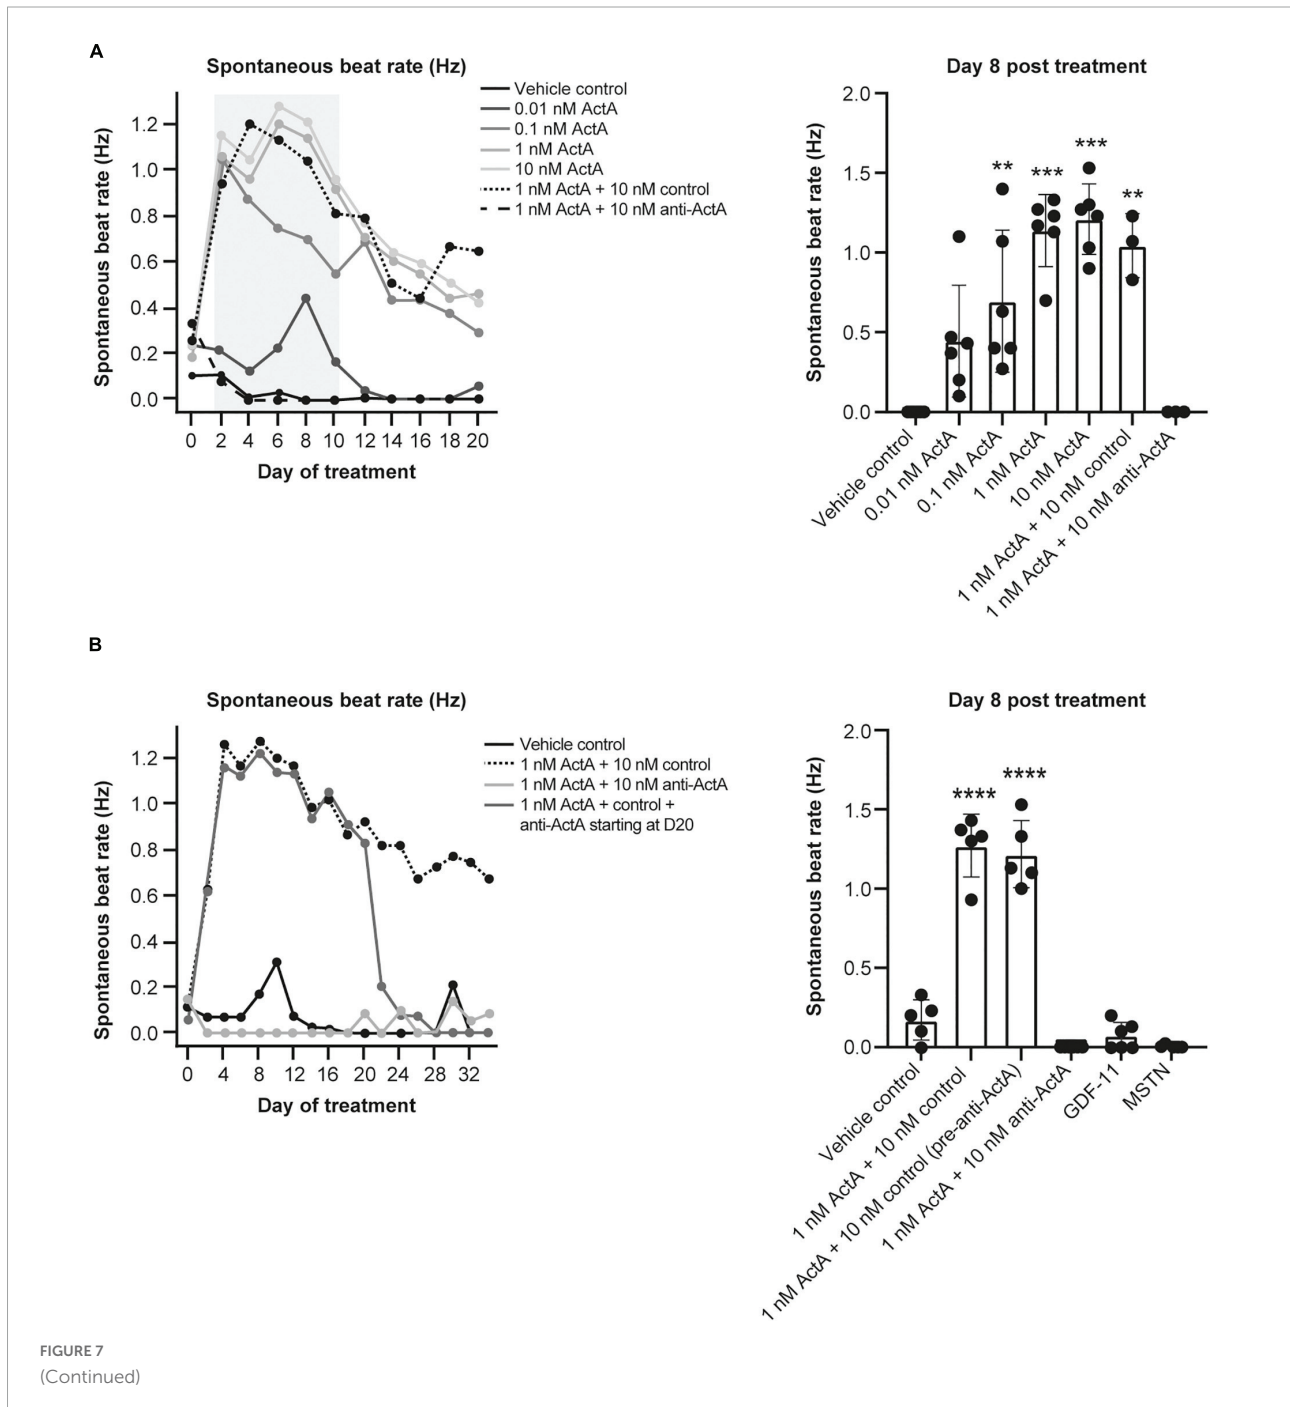 A
Spontaneous beat rate (Hz)
Spontaneous beat rate (Hz)
1.2
1.0
0.8
0.6
0.4
0.2
0.0
0 2 4 6 8 10 12 14 16 18 20
Day of treatment
Vehicle control
0.01 nM ActA
0.1 nM ActA
1 nM ActA
10 nM ActA
1 nM ActA + 10 nM control
1 nM ActA + 10 nM anti-ActA
Day 8 post treatment
Spontaneous beat rate (Hz)
2.0
1.5
1.0
0.5
0.0
**
***
***
**
Vehicle control
0.01 nM ActA
0.1 nM ActA
1 nM ActA
10 nM ActA
1 nM ActA + 10 nM control
1 nM ActA + 10 nM anti-ActA
B
Spontaneous beat rate (Hz)
Spontaneous beat rate (Hz)
1.2
1.0
0.8
0.6
0.4
0.2
0.0
0 4 8 12 16 20 24 28 32
Day of treatment
Vehicle control
1 nM ActA + 10 nM control
1 nM ActA + 10 nM anti-ActA
1 nM ActA + control +
anti-ActA starting at D20
Day 8 post treatment
Spontaneous beat rate (Hz)
2.0
1.5
1.0
0.5
0.0
****
****
Vehicle control
1 nM ActA + 10 nM control
1 nM ActA + 10 nM control (pre-anti-ActA)
1 nM ActA + 10 nM anti-ActA
GDF-11
MSTN
FIGURE 7
(Continued)